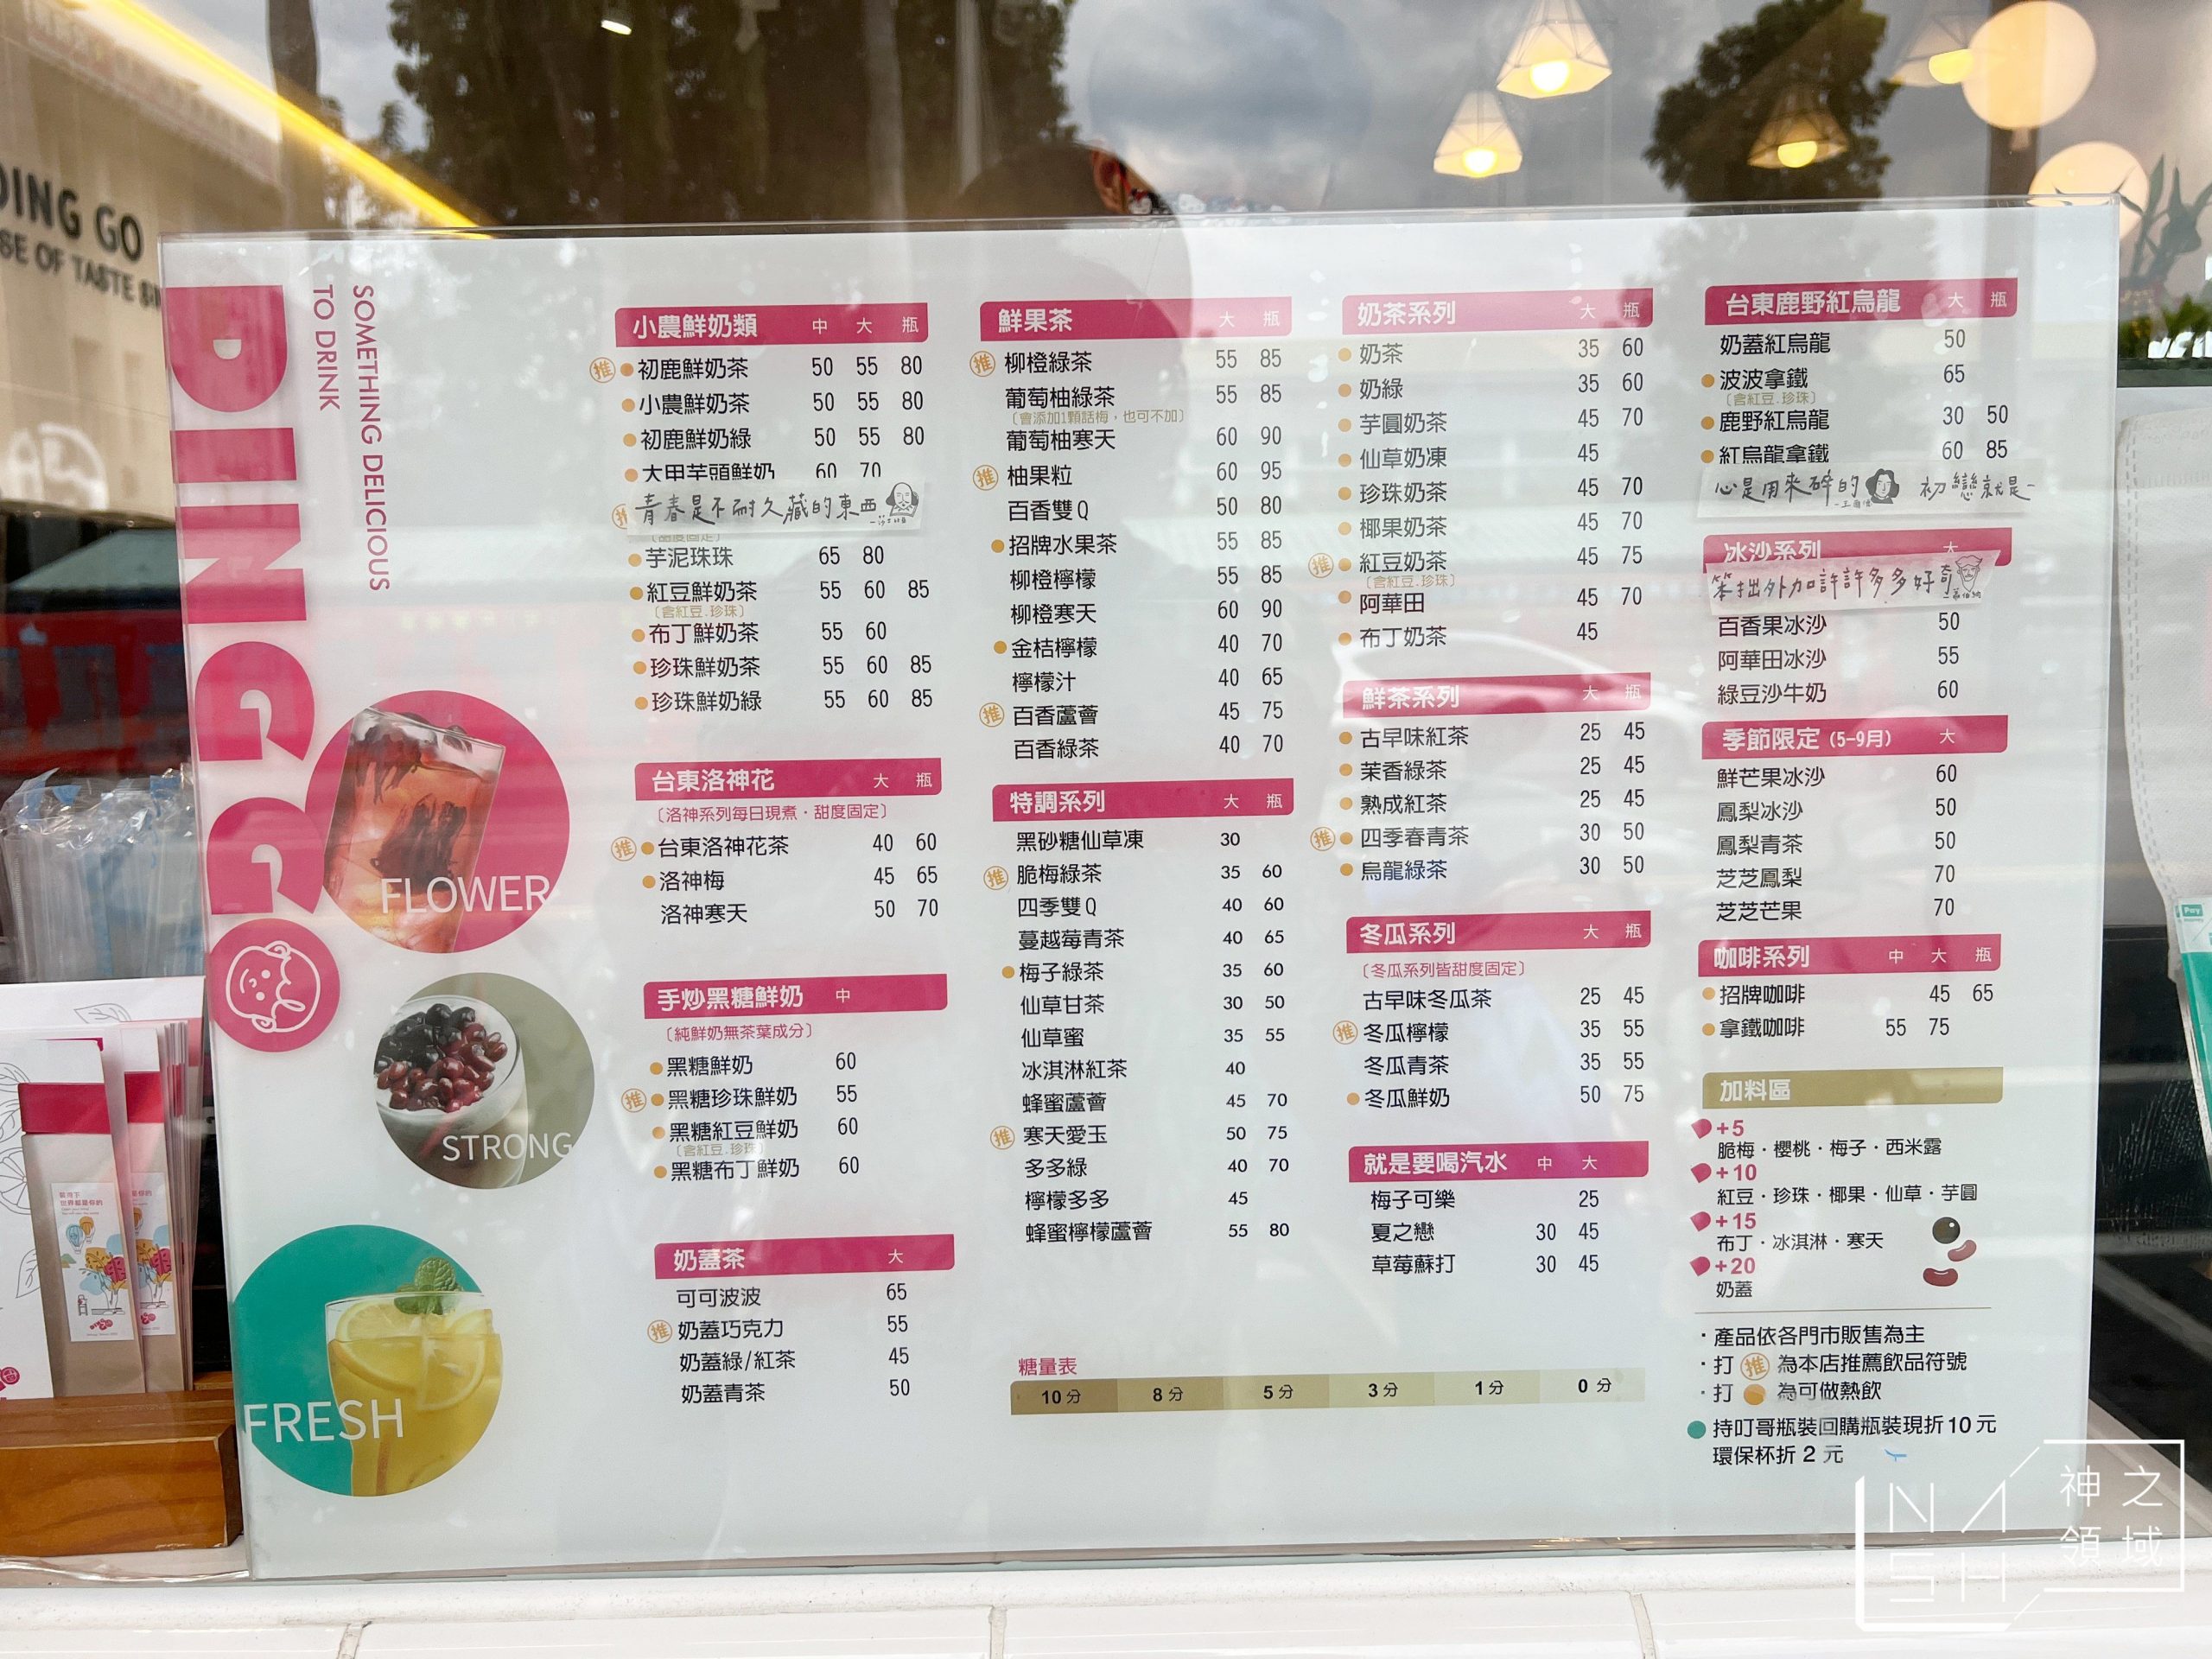 DING GO
SE OF TASTE
DINGGO
SOMETHING DELICIOUS
TO DRINK
FLOWER
STRONG
FRESH
小農鮮奶類 中 大 瓶
推 初鹿鮮奶茶 50 55 80
小農鮮奶茶 50 55 80
初鹿鮮奶綠 50 55 80
大甲芋頭鮮奶 60 70
青春是不耐久藏的東西
芋泥珠珠 65 80
紅豆鮮奶茶 55 60 85
(含紅豆.珍珠)
布丁鮮奶茶 55 60
珍珠鮮奶茶 55 60 85
珍珠鮮奶綠 55 60 85
台東洛神花 大 瓶
〔洛神系列每日現煮・甜度固定〕
推 台東洛神花茶 40 60
洛神梅 45 65
洛神寒天 50 70
手炒黑糖鮮奶 中
〔純鮮奶無茶葉成分〕
黑糖鮮奶 60
推 黑糖珍珠鮮奶 55
黑糖紅豆鮮奶 60
(含紅豆.珍珠)
黑糖布丁鮮奶 60
奶蓋茶 大
可可波波 65
推 奶蓋巧克力 55
奶蓋綠/紅茶 45
奶蓋青茶 50
鮮果茶 大 瓶
推 柳橙綠茶 55 85
葡萄柚綠茶 55 85
〔會添加1顆話梅，也可不加〕
葡萄柚寒天 60 90
推 柚果粒 60 95
百香雙Q 50 80
招牌水果茶 55 85
柳橙檸檬 55 85
柳橙寒天 60 90
金桔檸檬 40 70
檸檬汁 40 65
推 百香蘆薈 45 75
百香綠茶 40 70
特調系列 大 瓶
黑砂糖仙草凍 30
推 脆梅綠茶 35 60
四季雙Q 40 60
蔓越莓青茶 40 65
梅子綠茶 35 60
仙草甘茶 30 50
仙草蜜 35 55
冰淇淋紅茶 40
蜂蜜蘆薈 45 70
推 寒天愛玉 50 75
多多綠 40 70
檸檬多多 45
蜂蜜檸檬蘆薈 55 80
糖量表
10分 8分 5分 3分 1分 0分
奶茶系列 大 瓶
奶茶 35 60
奶綠 35 60
芋圓奶茶 45 70
仙草奶凍 45
珍珠奶茶 45 70
椰果奶茶 45 70
推 紅豆奶茶 45 75
〔含紅豆.珍珠〕
阿華田 45 70
布丁奶茶 45
鮮茶系列 大 瓶
古早味紅茶 25 45
茉香綠茶 25 45
熟成紅茶 25 45
推 四季春青茶 30 50
烏龍綠茶 30 50
冬瓜系列 大 瓶
〔冬瓜系列皆甜度固定〕
古早味冬瓜茶 25 45
推 冬瓜檸檬 35 55
冬瓜青茶 35 55
冬瓜鮮奶 50 75
就是要喝汽水 中 大
梅子可樂 25
夏之戀 30 45
草莓蘇打 30 45
台東鹿野紅烏龍 大 瓶
奶蓋紅烏龍 50
波波拿鐵 65
(含紅豆.珍珠)
鹿野紅烏龍 30 50
紅烏龍拿鐵 60 85
心是用來碎的 初戀就是
冰沙系列 大
笨拙外加許許多多好奇
百香果冰沙 50
阿華田冰沙 55
綠豆沙牛奶 60
季節限定 (5-9月) 大
鮮芒果冰沙 60
鳳梨冰沙 50
鳳梨青茶 50
芝芝鳳梨 70
芝芝芒果 70
咖啡系列 中 大 瓶
招牌咖啡 45 65
拿鐵咖啡 55 75
加料區
+5
脆梅・櫻桃・梅子・西米露
+10
紅豆・珍珠・椰果・仙草・芋圓
+15
布丁・冰淇淋・寒天
+20
奶蓋
・產品依各門市販售為主
・打 推 為本店推薦飲品符號
・打 為可做熱飲
持叮哥瓶裝回購瓶裝現折10元
環保杯折 2 元
NASH
神之
領域